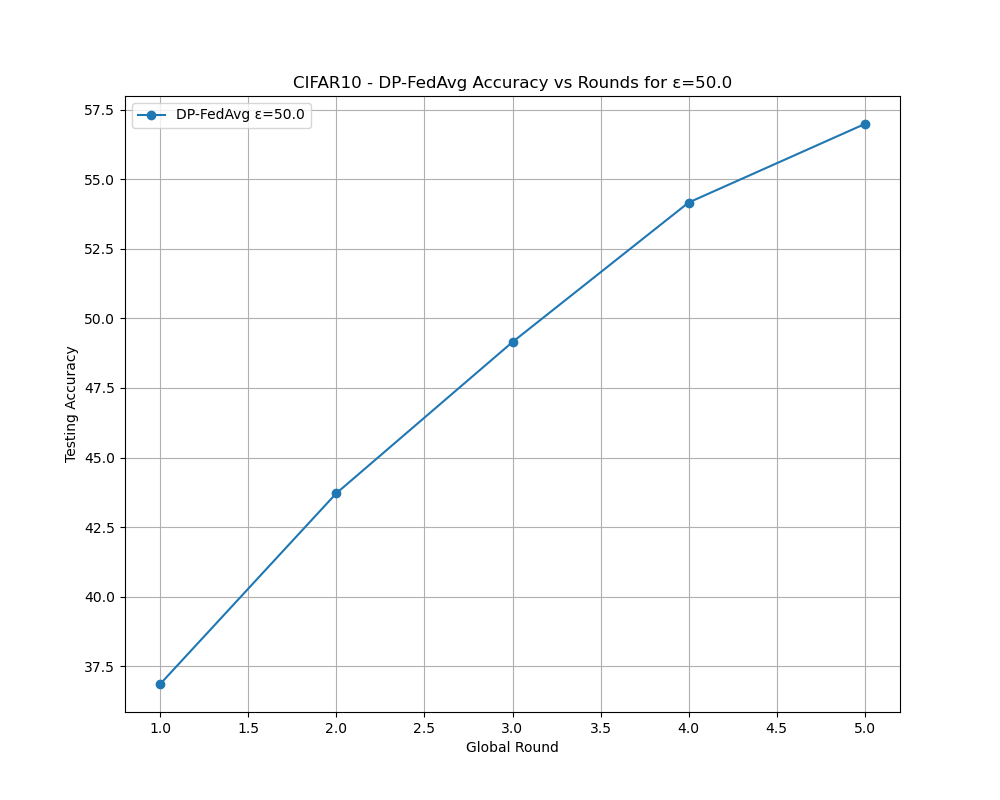 CIFAR10 - DP-FedAvg Accuracy vs Rounds for ε=50.0
DP-FedAvg ε=50.0
57.5
55.0
52.5
50.0
47.5
45.0
42.5
40.0
37.5
Testing Accuracy
1.0 1.5 2.0 2.5 3.0 3.5 4.0 4.5 5.0
Global Round